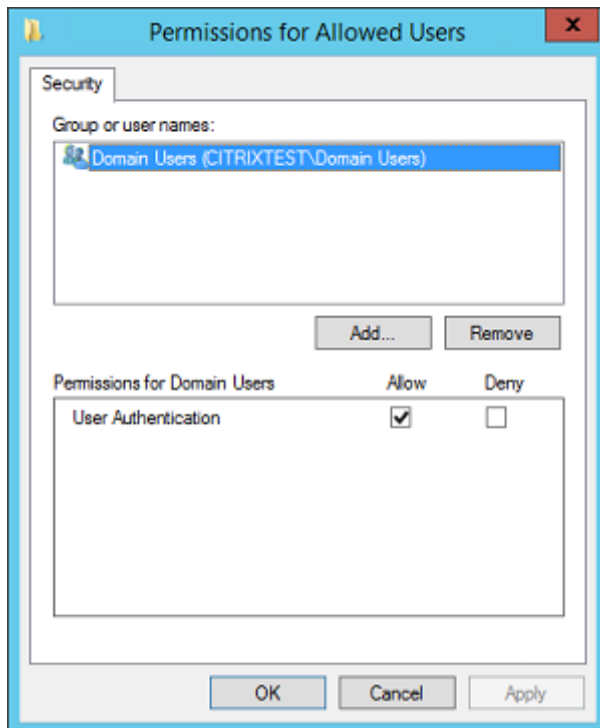 Permissions for Allowed Users
x
Security
Group or user names:
Domain Users (CITRIXTEST\Domain Users)
Add... Remove
Permissions for Domain Users Allow Deny
User Authentication
OK Cancel Apply